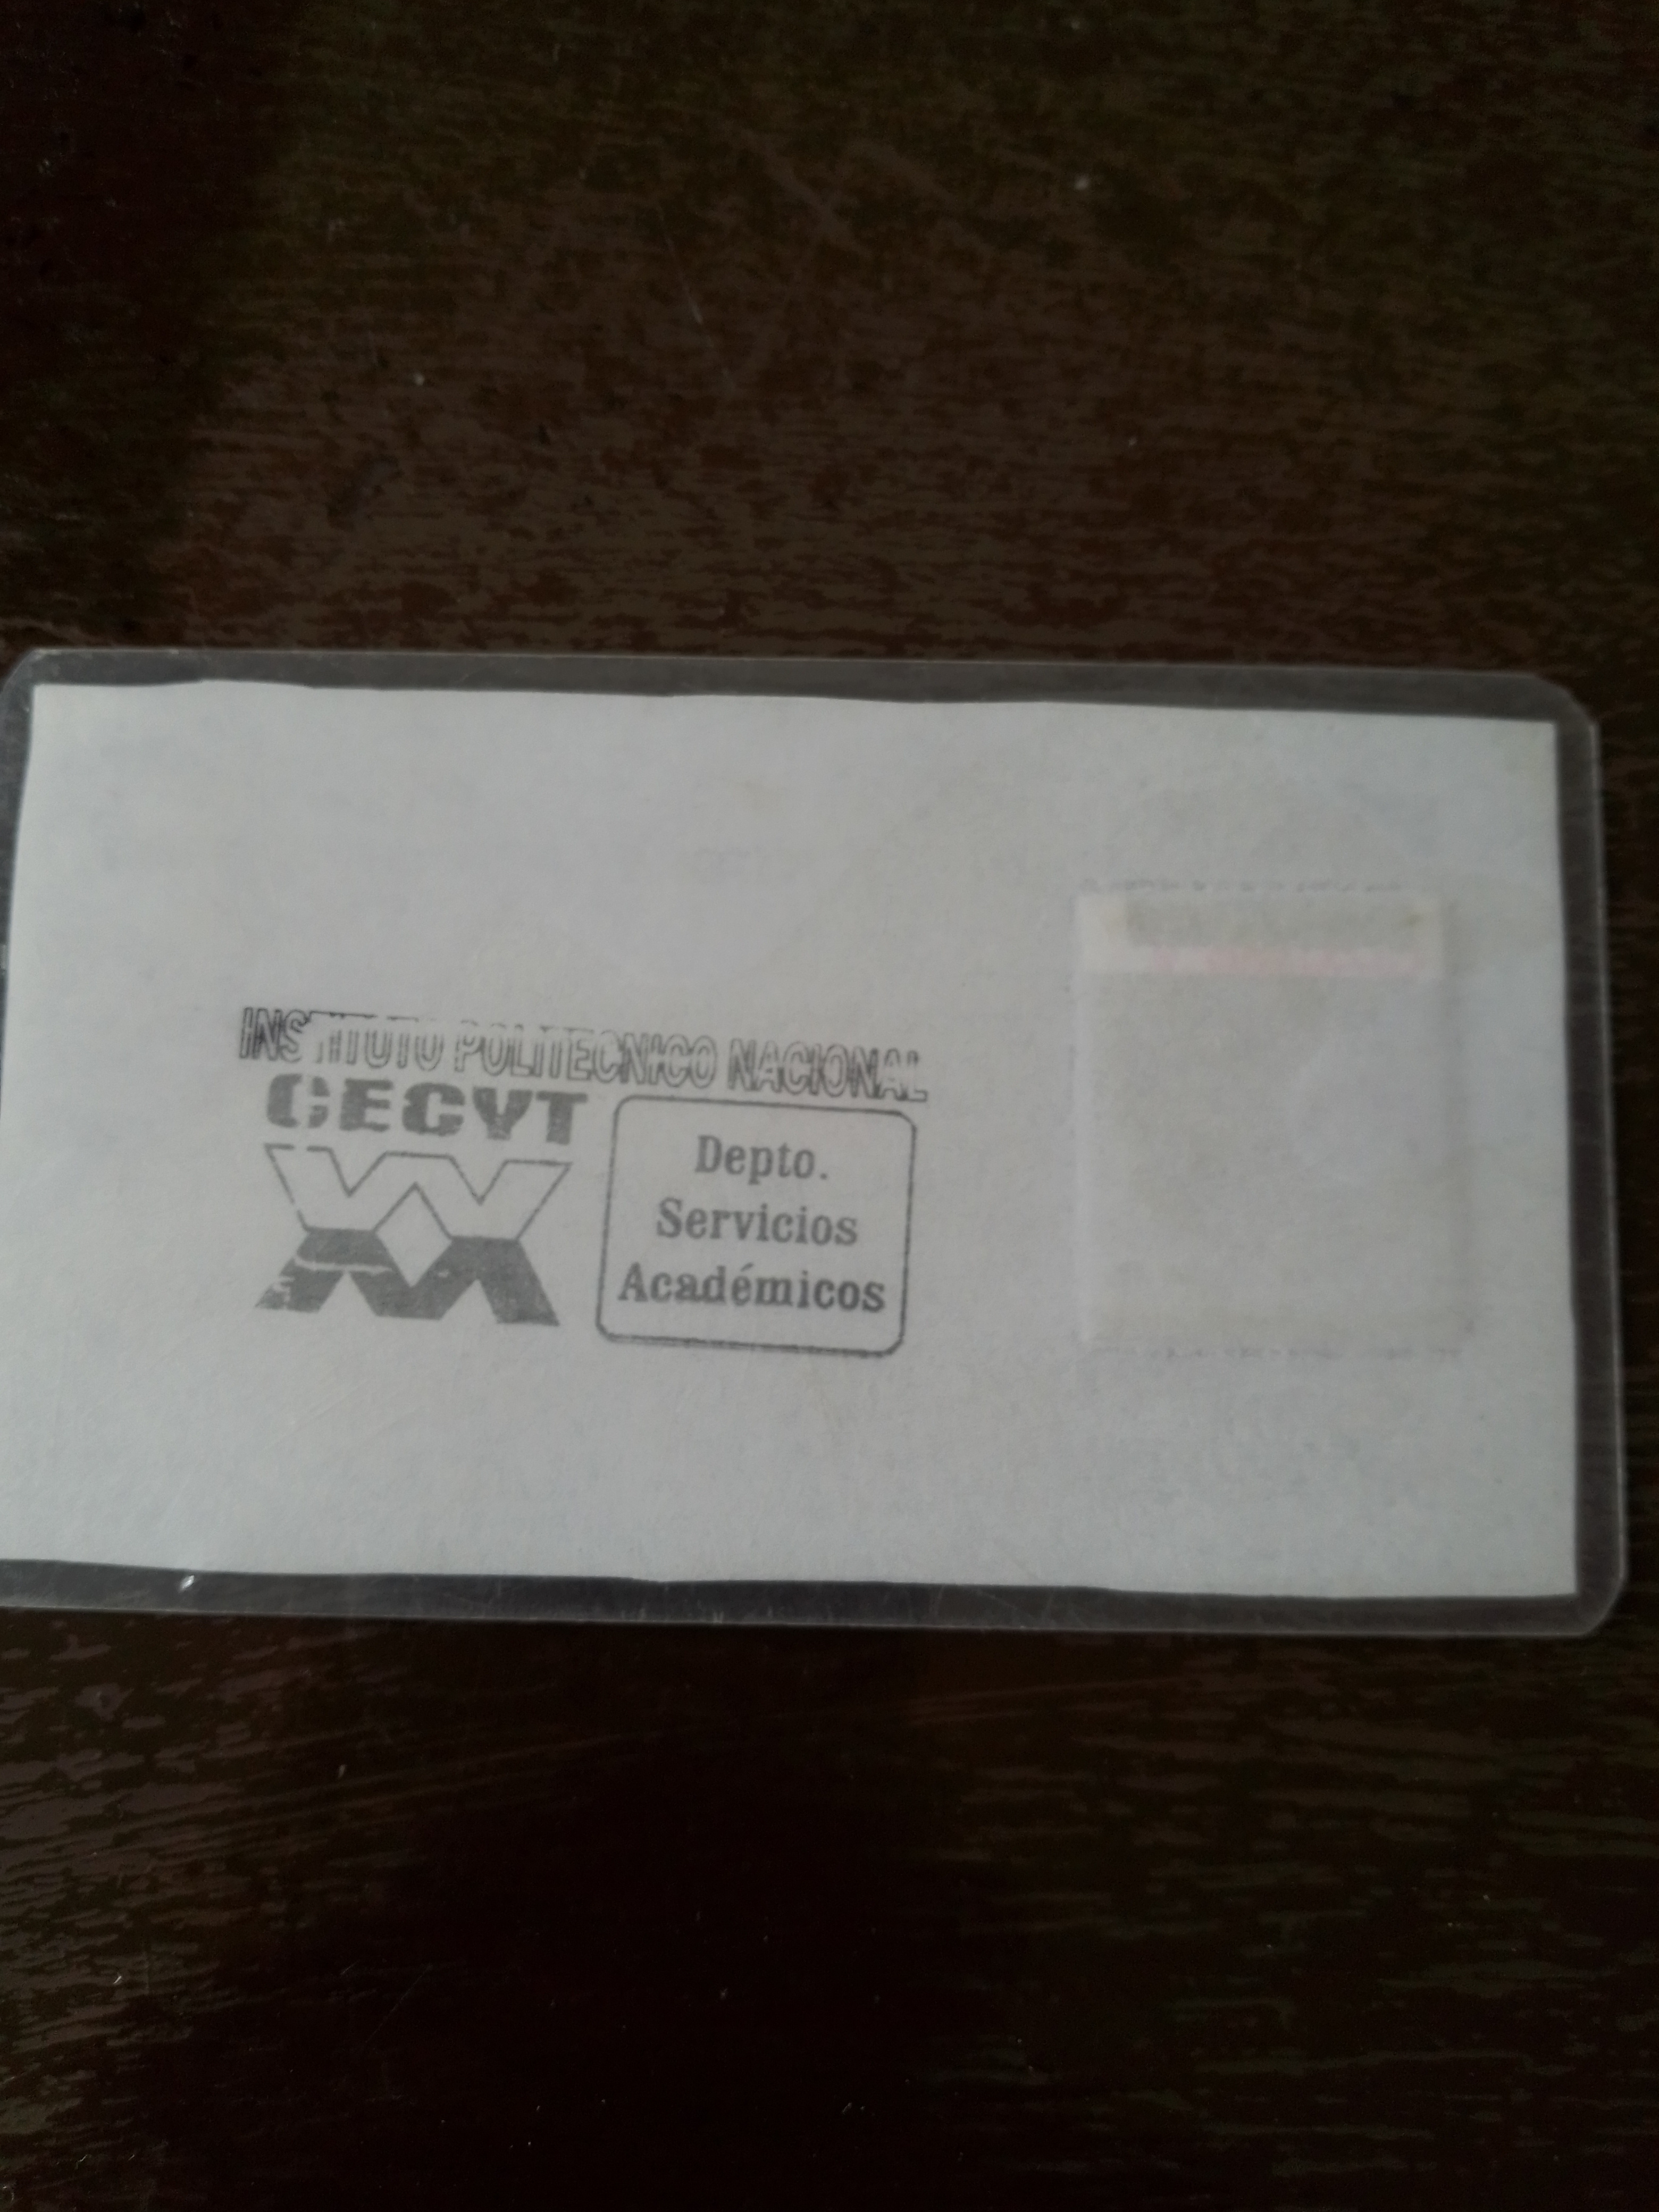 INSTITUTO POLITECNICO NACIONAL
CECYT
Depto.
Servicios
Académicos